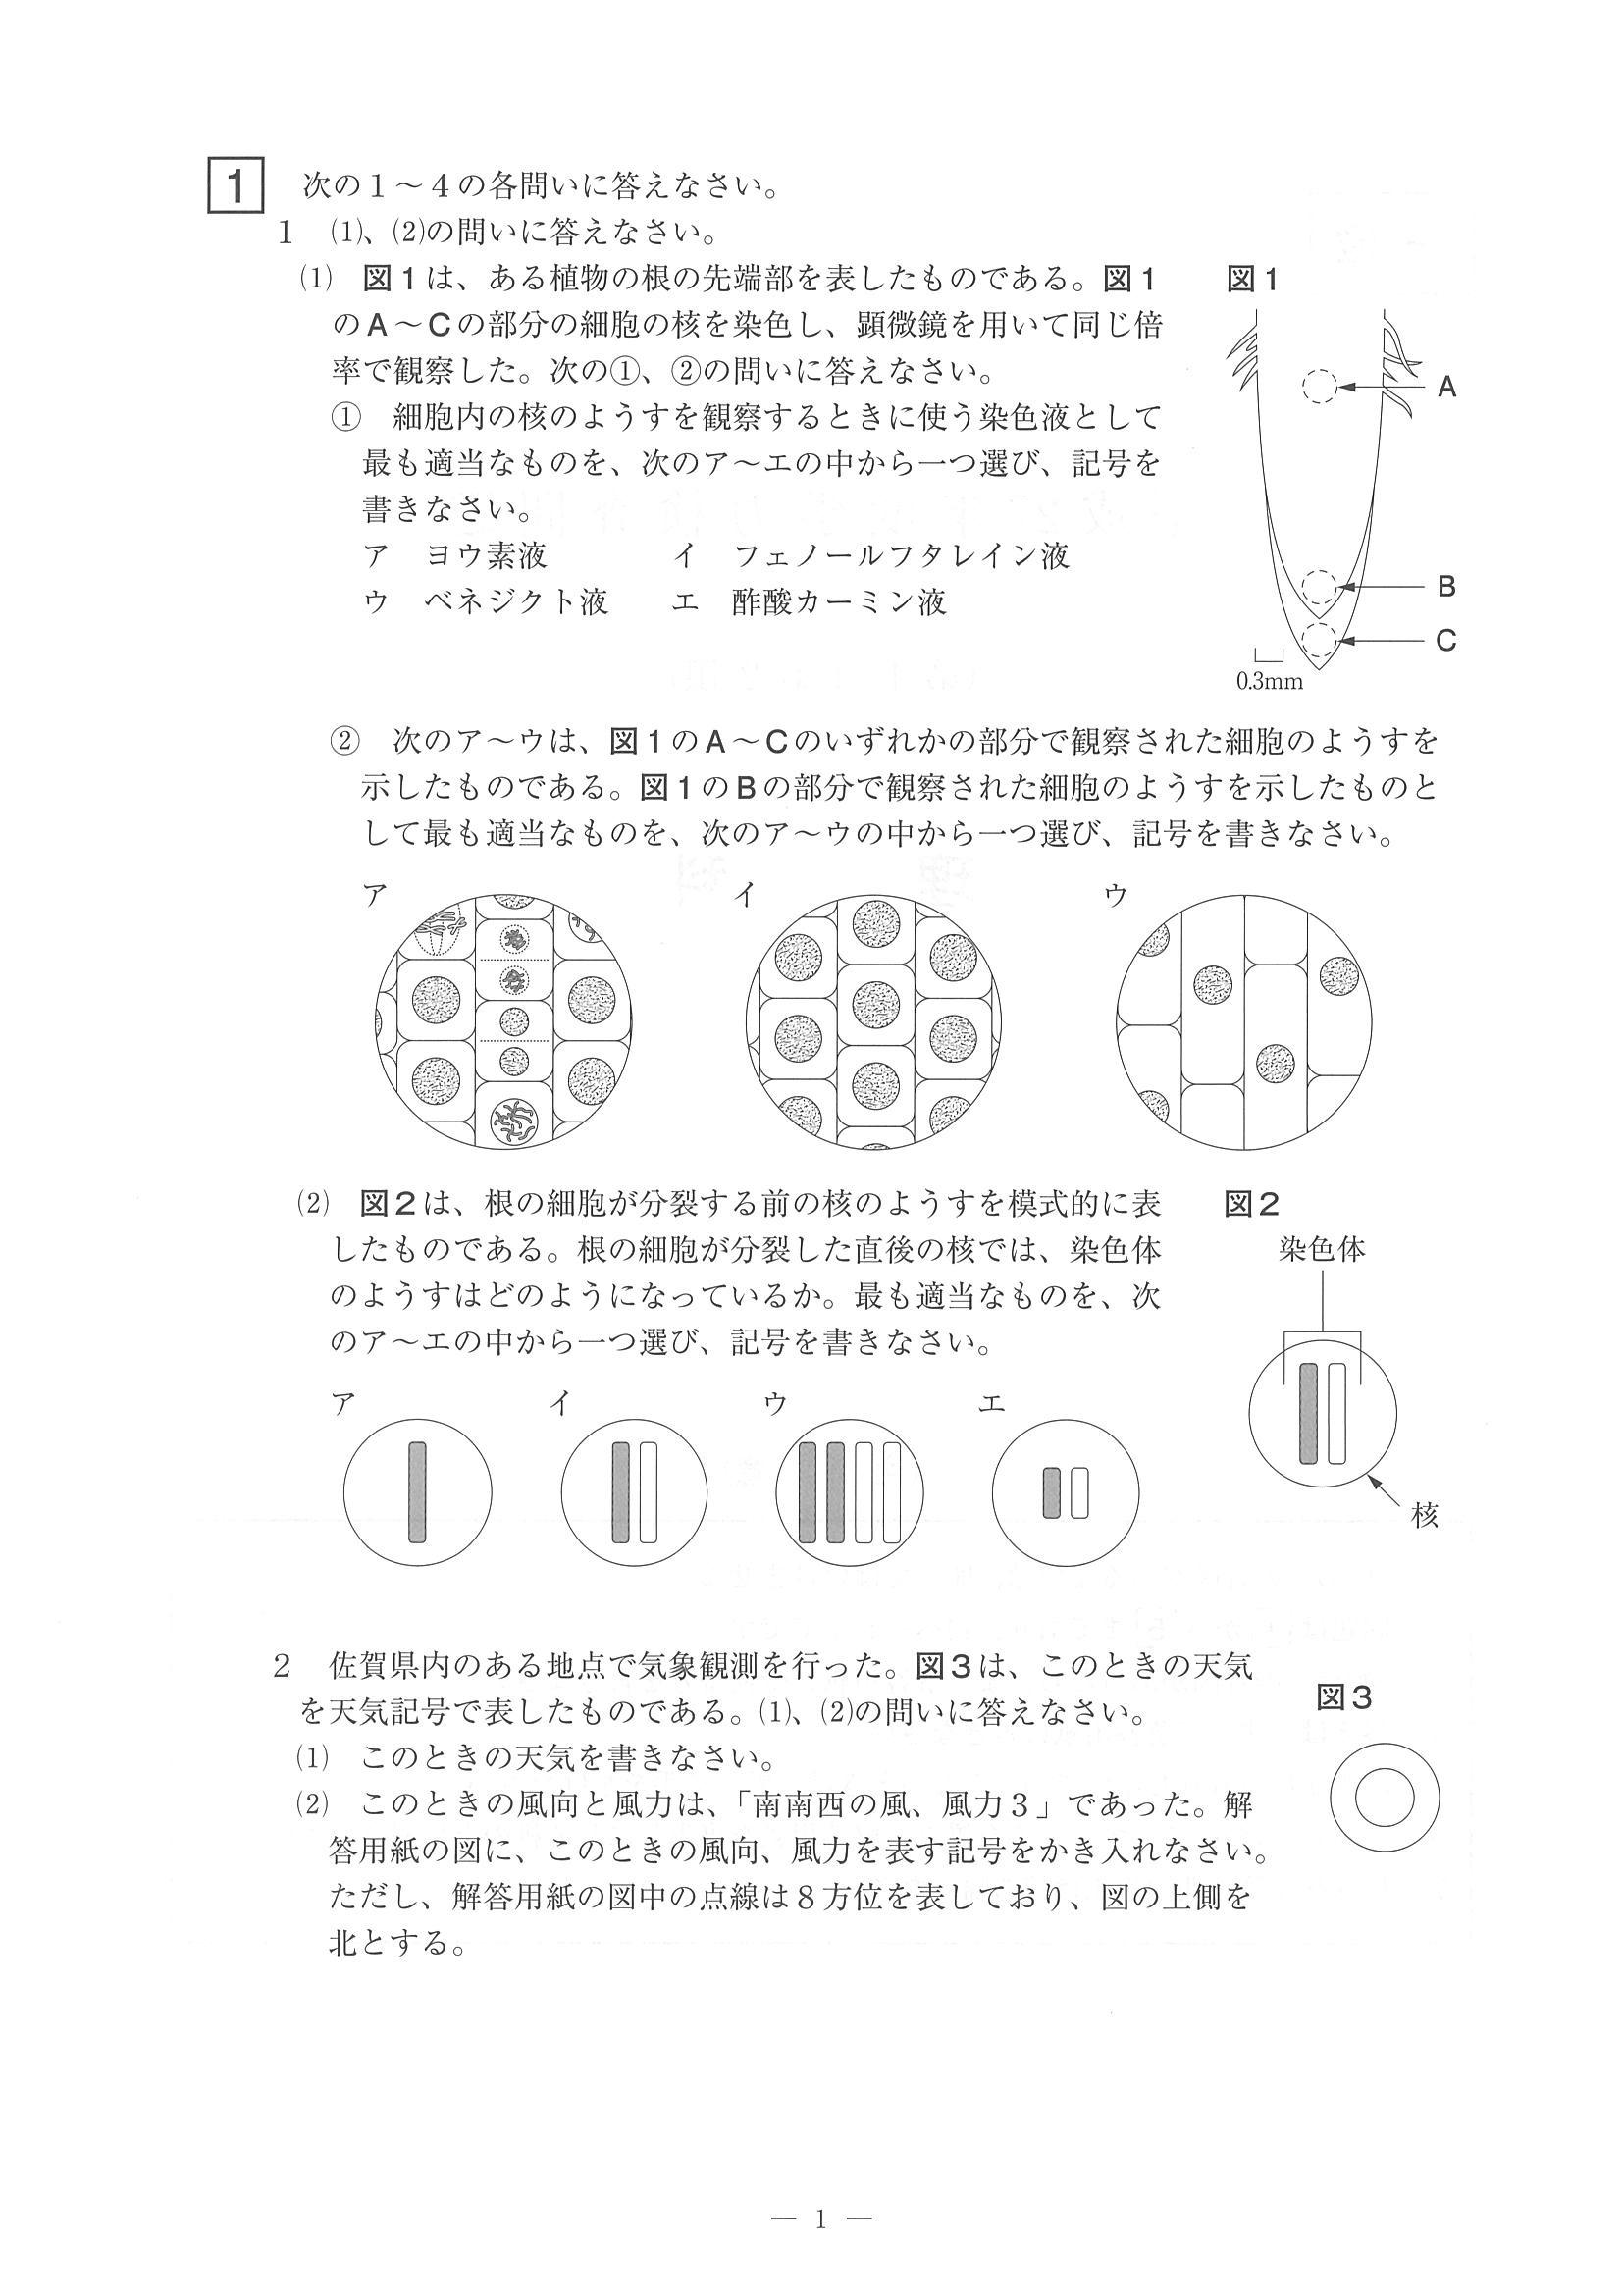 1 次の１～４の各問いに答えなさい。
1 ⑴、⑵の問いに答えなさい。
⑴ 図１は、ある植物の根の先端部を表したものである。図１
のＡ～Ｃの部分の細胞の核を染色し、顕微鏡を用いて同じ倍
率で観察した。次の①、②の問いに答えなさい。
① 細胞内の核のようすを観察するときに使う染色液として
最も適当なものを、次のア～エの中から一つ選び、記号を
書きなさい。
ア ヨウ素液 イ フェノールフタレイン液
ウ ベネジクト液 エ 酢酸カーミン液
図１
A
B
C
0.3mm
② 次のア～ウは、図１のＡ～Ｃのいずれかの部分で観察された細胞のようすを
示したものである。図１のＢの部分で観察された細胞のようすを示したものと
して最も適当なものを、次のア～ウの中から一つ選び、記号を書きなさい。
ア イ ウ
⑵ 図２は、根の細胞が分裂する前の核のようすを模式的に表
したものである。根の細胞が分裂した直後の核では、染色体
のようすはどのようになっているか。最も適当なものを、次
のア～エの中から一つ選び、記号を書きなさい。
図２
染色体
核
ア イ ウ エ
2 佐賀県内のある地点で気象観測を行った。図３は、このときの天気
を天気記号で表したものである。⑴、⑵の問いに答えなさい。
⑴ このときの天気を書きなさい。
⑵ このときの風向と風力は、「南南西の風、風力３」であった。解
答用紙の図に、このときの風向、風力を表す記号をかき入れなさい。
ただし、解答用紙の図中の点線は８方位を表しており、図の上側を
北とする。
図３
― 1 ―